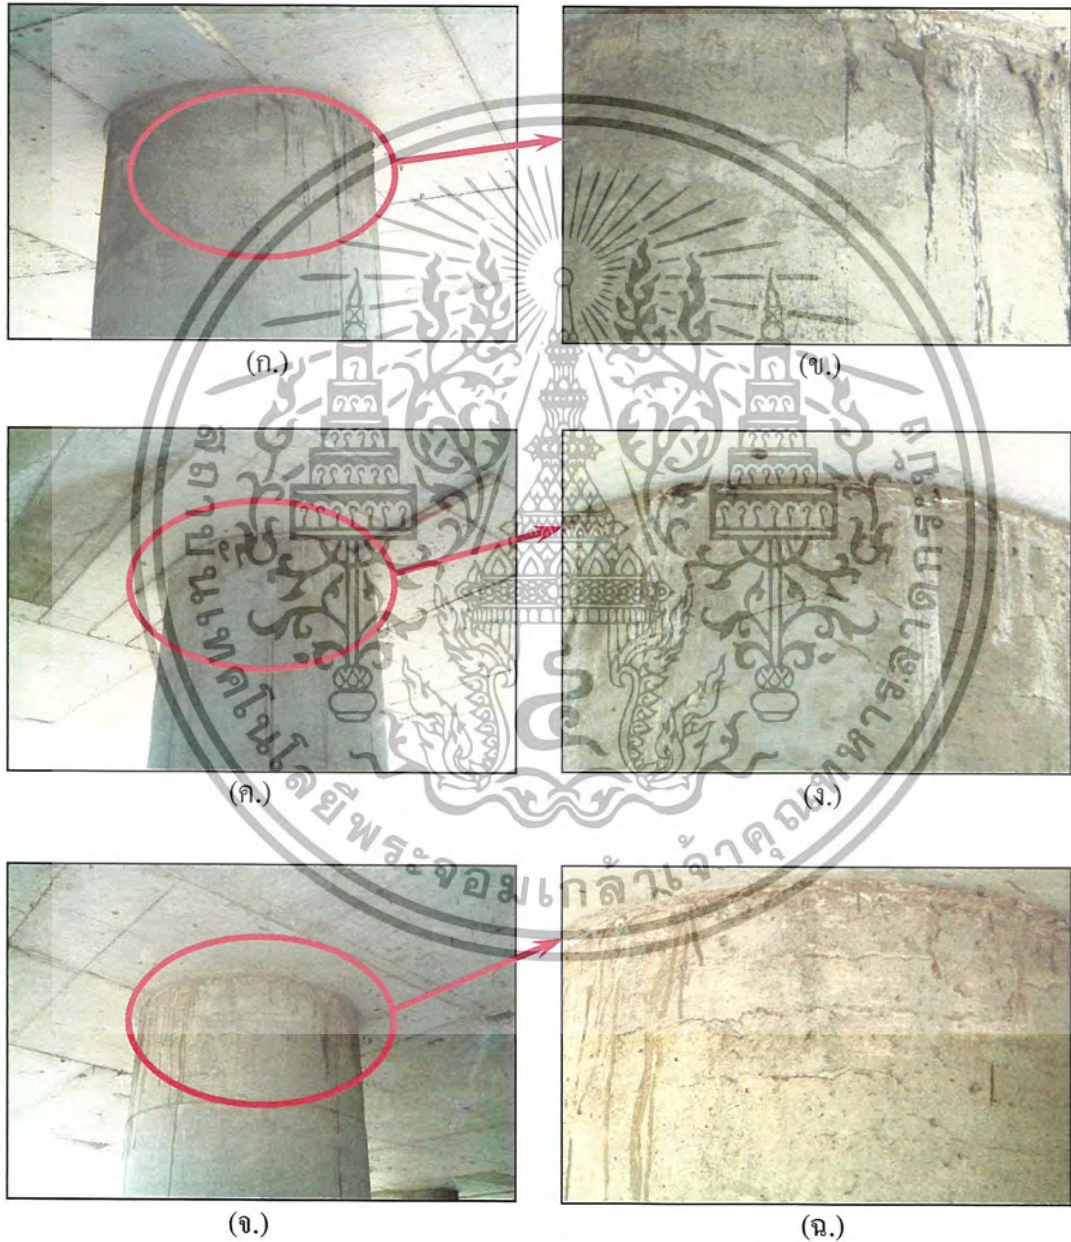 (ก.)
(ข.)
(ค.)
(ง.)
(จ.)
(ฉ.)
สถาบันเทคโนโลยีพระจอมเกล้าเจ้าคุณทหารลาดกระบัง